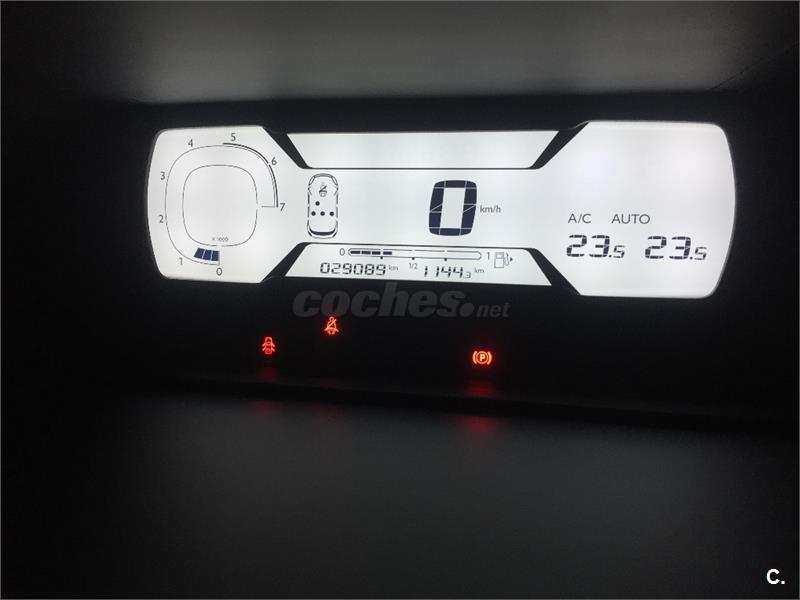 4 5 6
3
2
7
X 1000
1 0
0 km/h
A/C AUTO
23.5 23.5
0 1/2 1
029089 km 1144.3 km
coches.net
P
C.